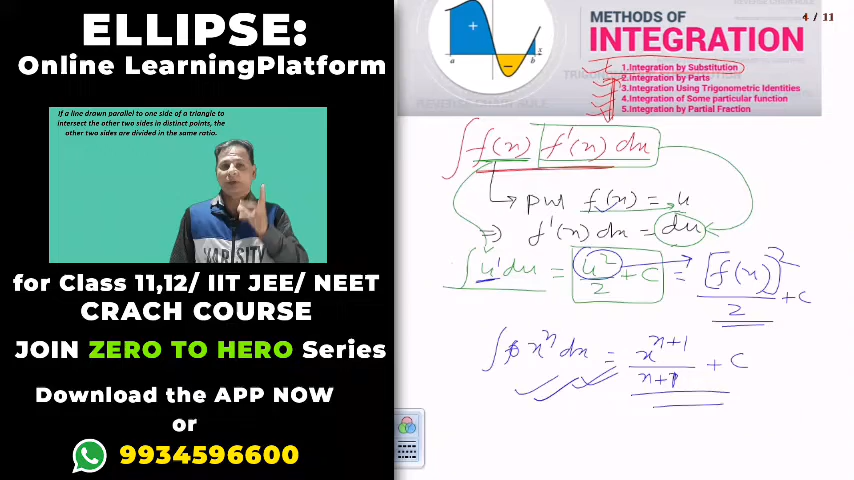 ELLIPSE:
Online LearningPlatform
If a line drawn parallel to one side of a triangle to
intersect the other two sides in distinct points, the
other two sides are divided in the same ratio.
for Class 11,12/ IIT JEE/ NEET
CRACH COURSE
JOIN ZERO TO HERO Series
Download the APP NOW
or
9934596600
4 / 11
METHODS OF
INTEGRATION
1.Integration by Substitution
2.Integration by Parts
3.Integration Using Trigonometric Identities
4.Integration of Some particular function
5.Integration by Partial Fraction
+
a
b
x
−
∫ f(x) f'(x) dx
→ put f(x) = u
⇒ f'(x) dx = du
∫ u' du = u²/2 + C = [f(x)]²/2 + C
∫ x^n dx = x^(n+1)/(n+1) + C